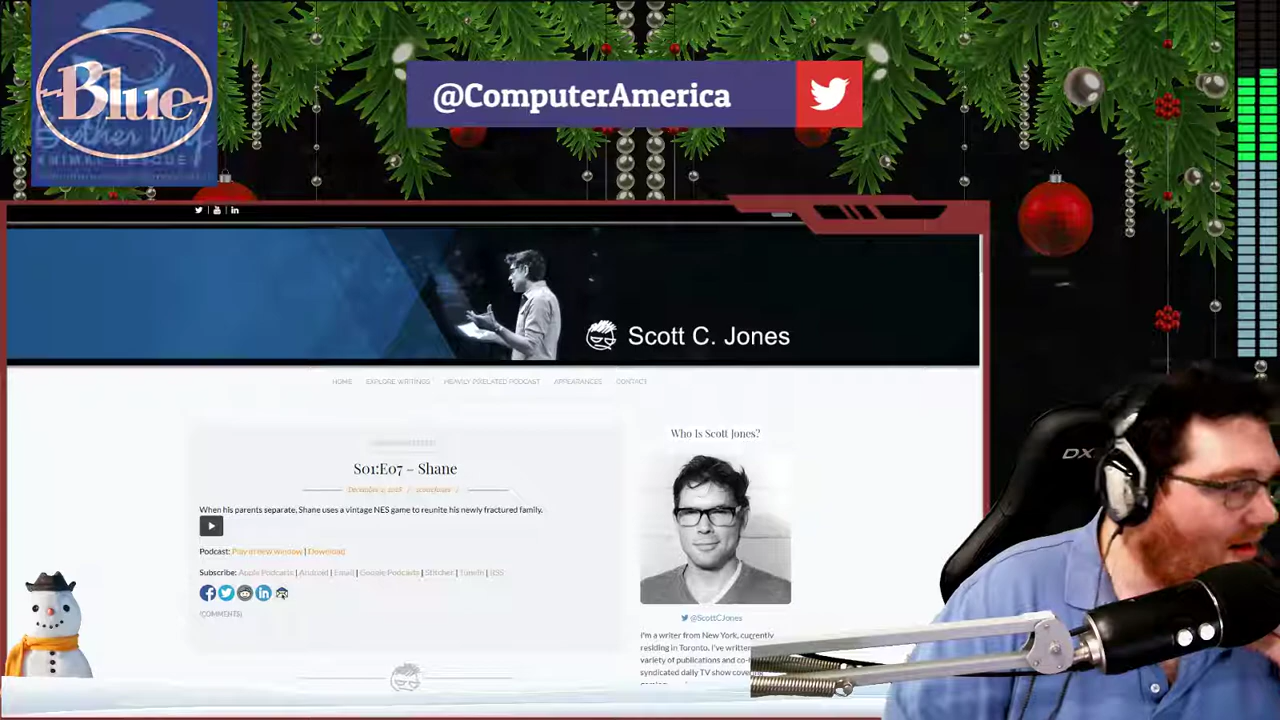 Blue
@ComputerAmerica
Scott C. Jones
HOME EXPLORE WRITINGS HEAVILY PIXELATED PODCAST APPEARANCES CONTACT
S01:E07 – Shane
Who Is Scott Jones?
When his parents separate, Shane uses a vintage NES game to reunite his newly fractured family.
Podcast: Play in New Window | Download
Subscribe: Apple Podcasts | Android | Email | Google Podcasts | Stitcher | TuneIn | RSS
(COMMENTS)
@ScottCJones
I'm a writer from New York, currently
residing in Toronto. I've written
variety of publications and co-
syndicated daily TV show
DX